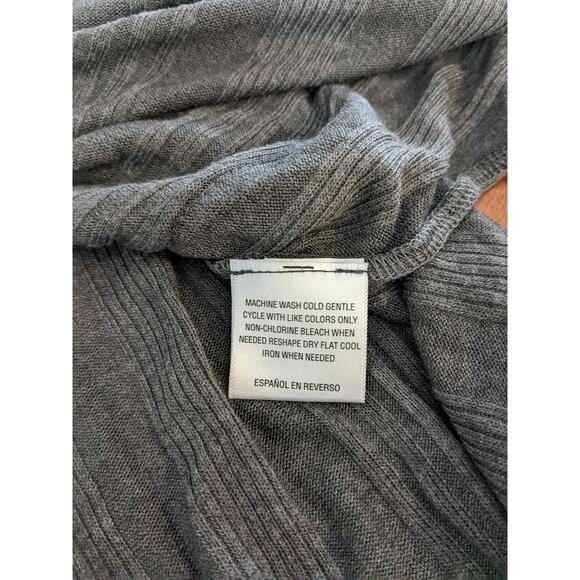 MACHINE WASH COLD GENTLE
CYCLE WITH LIKE COLORS ONLY
NON-CHLORINE BLEACH WHEN
NEEDED RESHAPE DRY FLAT COOL
IRON WHEN NEEDED
ESPAÑOL EN REVERSO